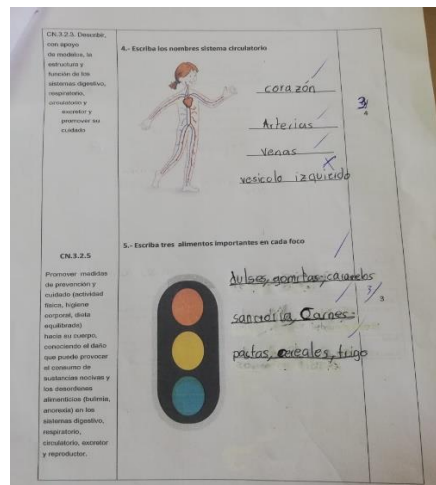 CN.3.2.3. Describir,
con apoyo
de modelos, la
estructura y
función de los
sistemas digestivo,
respiratorio,
circulatorio y
excretor y
promover su
cuidado
4.- Escriba los nombres sistema circulatorio
corazón
Arterias
Venas
vesicolo izquieido
3/
4
CN.3.2.5
Promover medidas
de prevención y
cuidado (actividad
física, higiene
corporal, dieta
equilibrada)
hacia su cuerpo,
conociendo el daño
que puede provocar
el consumo de
sustancias nocivas y
los desórdenes
alimenticios (bulimia,
anorexia) en los
sistemas digestivo,
respiratorio,
circulatorio, excretor
y reproductor.
5.- Escriba tres alimentos importantes en cada foco
dulses, gomitas, caramelos
Carnes
pastas, cereales, trigo
3/
3